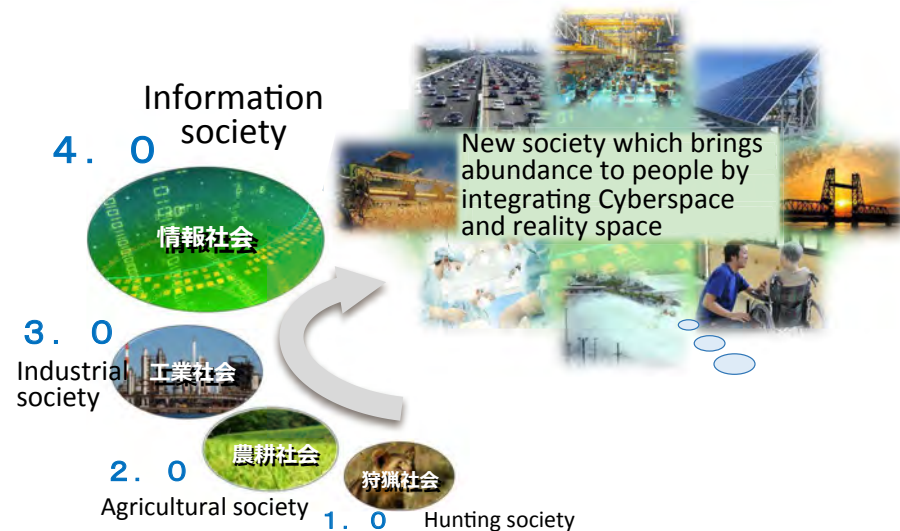 Information
society
４．０
情報社会
New society which brings
abundance to people by
integrating Cyberspace
and reality space
３．０
Industrial
society
工業社会
農耕社会
２．０
Agricultural society
狩猟社会
１．０
Hunting society